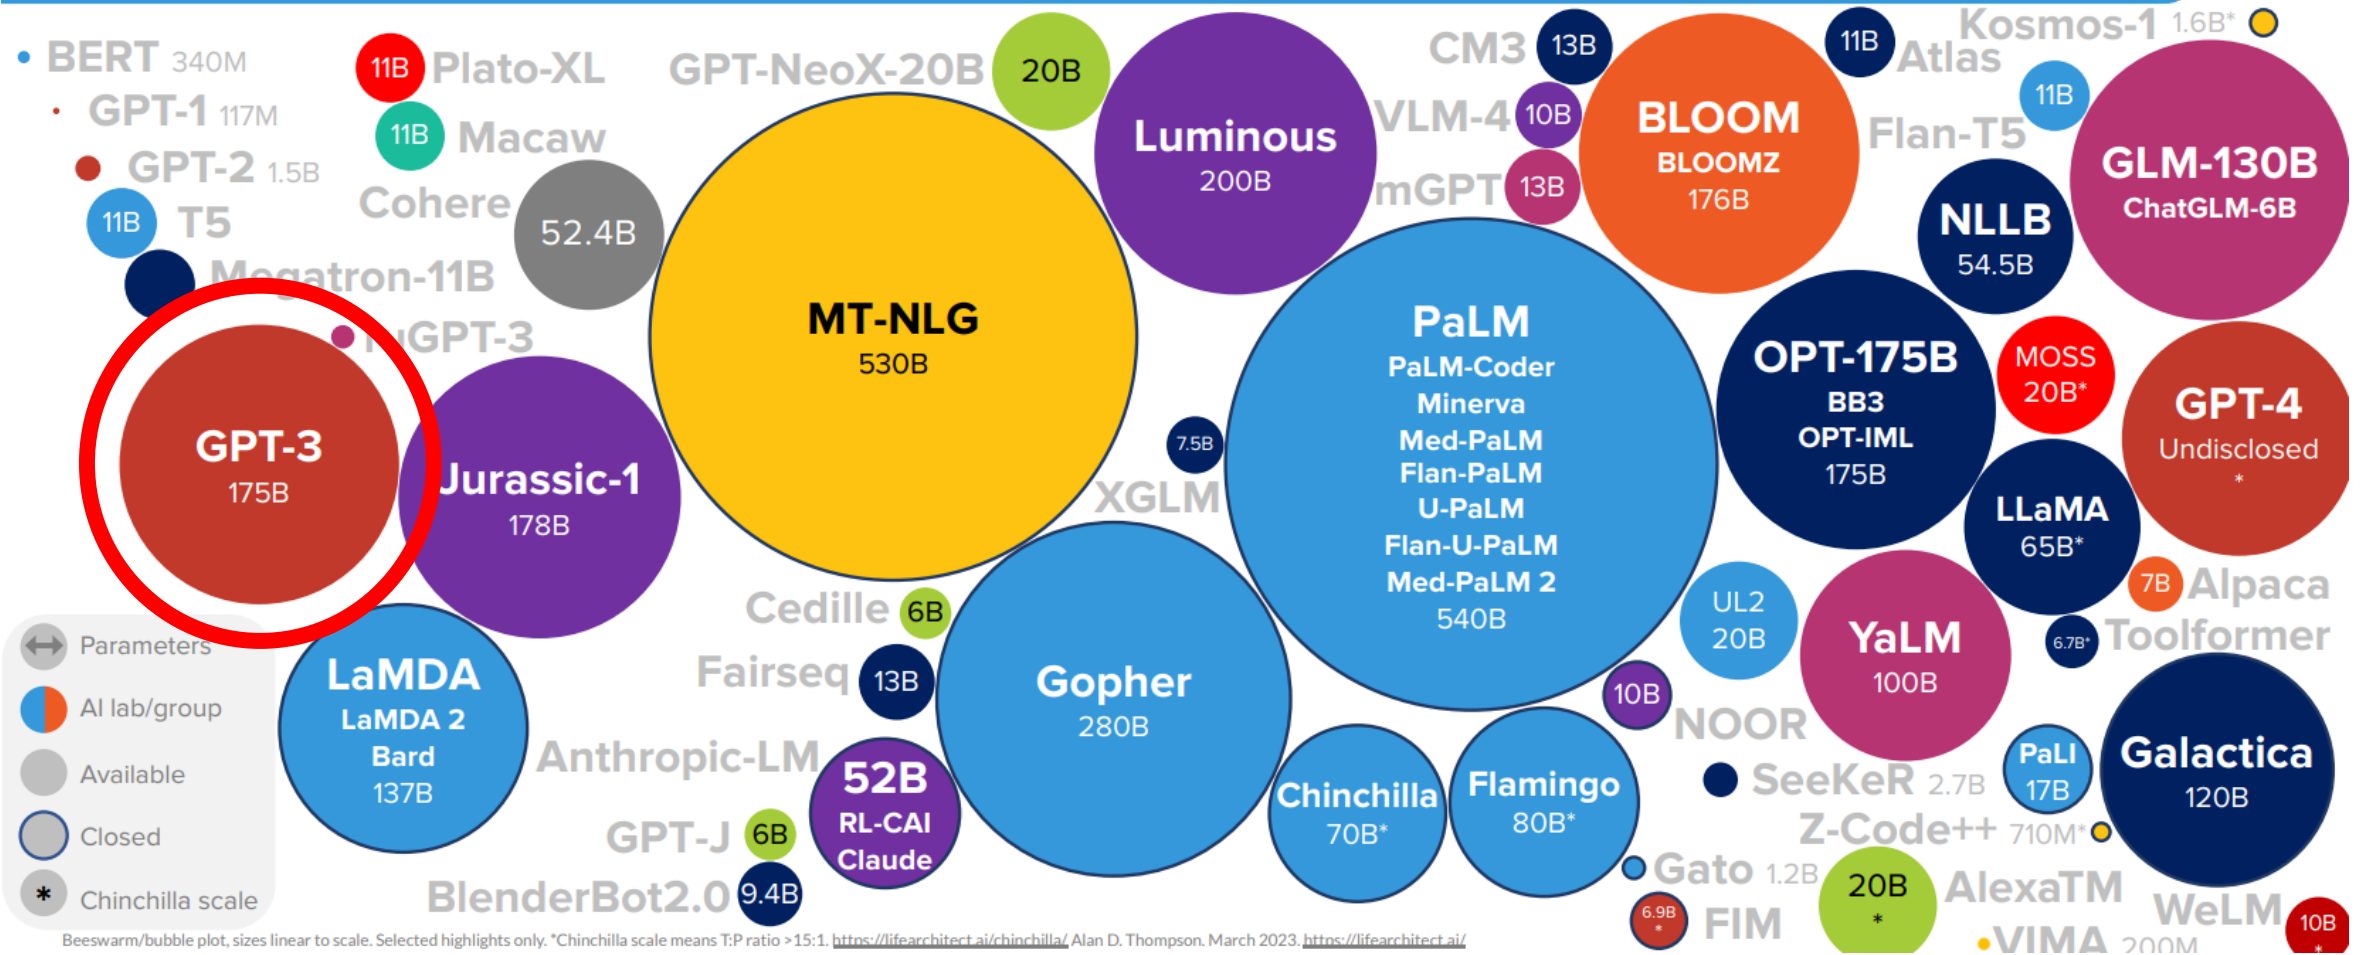 BERT 340M
GPT-1 117M
GPT-2 1.5B
11B T5
Megatron-11B
ruGPT-3
GPT-3
175B
11B Plato-XL
11B Macaw
Cohere
52.4B
Jurassic-1
178B
LaMDA
LaMDA 2
Bard
137B
GPT-NeoX-20B 20B
MT-NLG
530B
Luminous
200B
CM3 13B
VLM-4 10B
mGPT 13B
BLOOM
BLOOMZ
176B
11B Atlas
Kosmos-1 1.6B*
11B
Flan-T5
GLM-130B
ChatGLM-6B
NLLB
54.5B
7.5B
XGLM
PaLM
PaLM-Coder
Minerva
Med-PaLM
Flan-PaLM
U-PaLM
Flan-U-PaLM
Med-PaLM 2
540B
OPT-175B
BB3
OPT-IML
175B
MOSS
20B*
GPT-4
Undisclosed
*
LLaMA
65B*
7B Alpaca
6.7B* Toolformer
UL2
20B
YaLM
100B
Cedille 6B
Fairseq 13B
Gopher
280B
Anthropic-LM
52B
RL-CAI
Claude
GPT-J 6B
BlenderBot2.0 9.4B
Chinchilla
70B*
Flamingo
80B*
10B
NOOR
SeeKeR 2.7B
PaLI
17B
Galactica
120B
Z-Code++ 710M*
Gato 1.2B
6.9B
*
FIM
20B
*
AlexaTM
WeLM
10B
*
VIMA 200M
Parameters
AI lab/group
Available
Closed
* Chinchilla scale
Beeswarm/bubble plot, sizes linear to scale. Selected highlights only. *Chinchilla scale means T:P ratio >15:1. https://lifearchitect.ai/chinchilla/ Alan D. Thompson. March 2023. https://lifearchitect.ai/